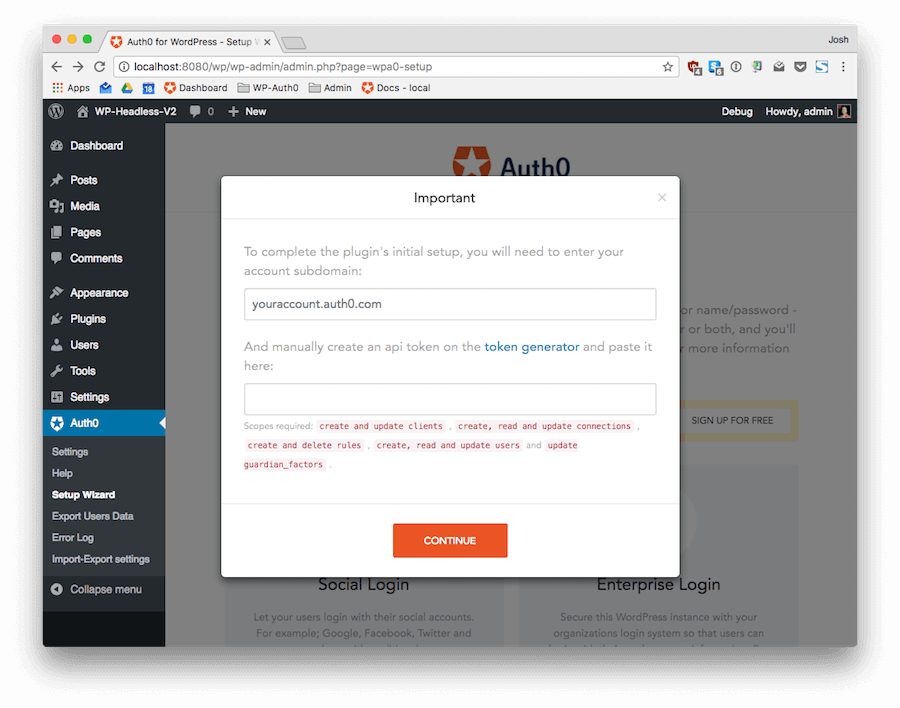 Auth0 for WordPress - Setup W
Josh
localhost:8080/wp/wp-admin/admin.php?page=wpa0-setup
4
6
Apps
18
Dashboard
WP-Auth0
Admin
Docs - local
WP-Headless-V2
0
New
Debug
Howdy, admin
Dashboard
Posts
Media
Pages
Comments
Appearance
Plugins
Users
Tools
Settings
Auth0
Settings
Help
Setup Wizard
Export Users Data
Error Log
Import-Export settings
Collapse menu
Auth0
Important
To complete the plugin's initial setup, you will need to enter your
account subdomain:
youraccount.auth0.com
And manually create an api token on the token generator and paste it
here:
Scopes required: create and update clients , create, read and update connections ,
create and delete rules , create, read and update users and update
guardian_factors .
CONTINUE
or name/password -
r or both, and you'll
r more information
SIGN UP FOR FREE
Social Login
Let your users login with their social accounts.
For example; Google, Facebook, Twitter and
Enterprise Login
Secure this WordPress instance with your
organizations login system so that users can